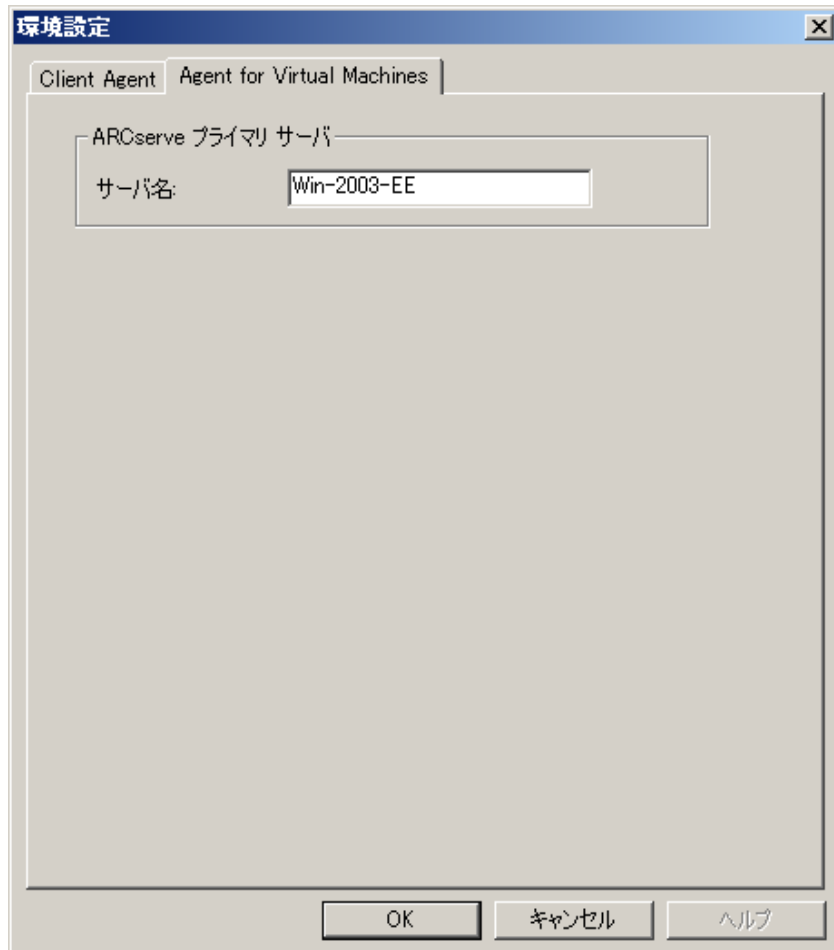 環境設定
Client Agent
Agent for Virtual Machines
ARCserve プライマリ サーバ
サーバ名:
Win-2003-EE
OK
キャンセル
ヘルプ